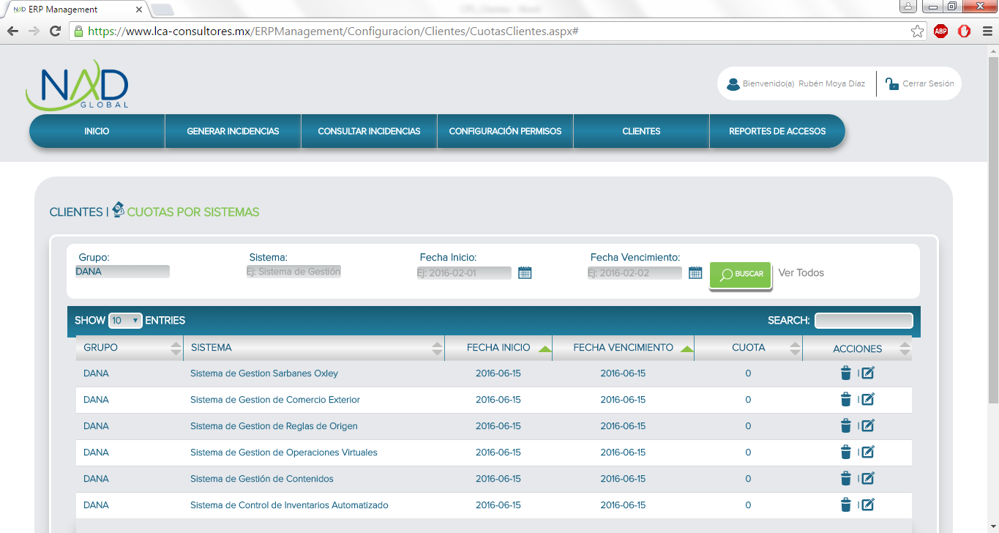 NAD ERP Management
https://www.lca-consultores.mx/ERPManagement/Configuracion/Clientes/CuotasClientes.aspx#
ABP
NAD
GLOBAL
Bienvenido(a) Rubén Moya Díaz
Cerrar Sesión
INICIO
GENERAR INCIDENCIAS
CONSULTAR INCIDENCIAS
CONFIGURACIÓN PERMISOS
CLIENTES
REPORTES DE ACCESOS
CLIENTES | CUOTAS POR SISTEMAS
Grupo: Sistema: Fecha Inicio: Fecha Vencimiento:
DANA Ej: Sistema de Gestión Ej: 2016-02-01 Ej: 2016-02-02 BUSCAR Ver Todos
SHOW 10 ENTRIES SEARCH:
GRUPO SISTEMA FECHA INICIO FECHA VENCIMIENTO CUOTA ACCIONES
DANA Sistema de Gestion Sarbanes Oxley 2016-06-15 2016-06-15 0 |
DANA Sistema de Gestion de Comercio Exterior 2016-06-15 2016-06-15 0 |
DANA Sistema de Gestion de Reglas de Origen 2016-06-15 2016-06-15 0 |
DANA Sistema de Gestion de Operaciones Virtuales 2016-06-15 2016-06-15 0 |
DANA Sistema de Gestión de Contenidos 2016-06-15 2016-06-15 0 |
DANA Sistema de Control de Inventarios Automatizado 2016-06-15 2016-06-15 0 |